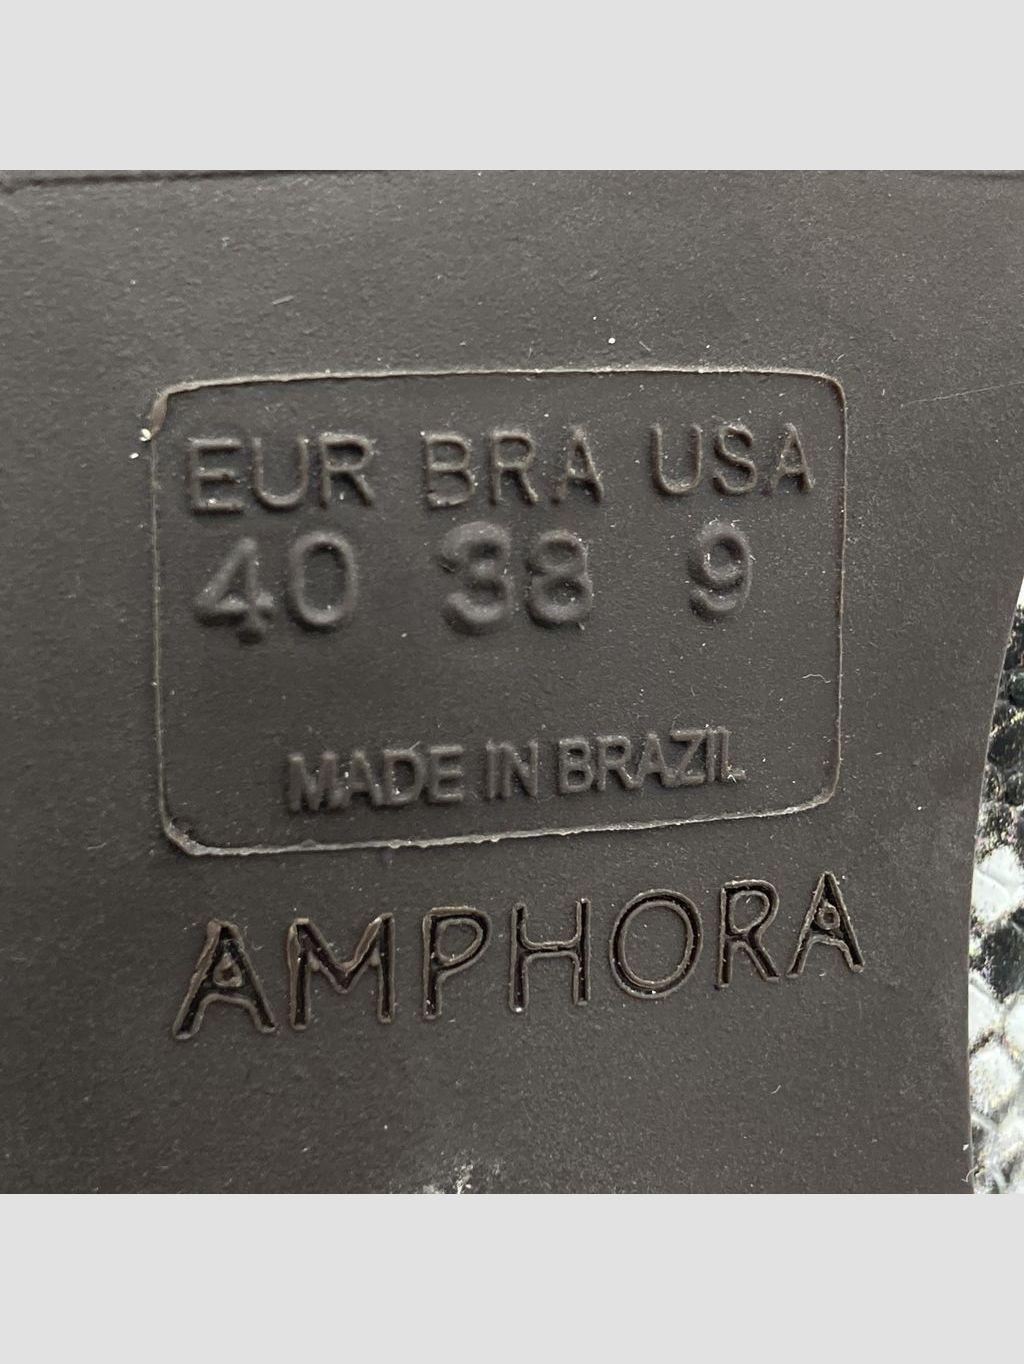 EUR BRA USA
40 38 9
MADE IN BRAZIL
AMPHORA